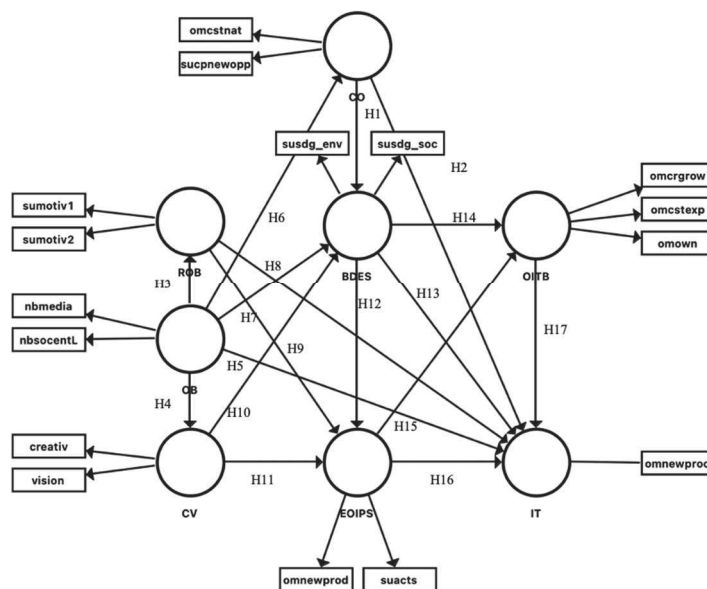 omcstnat
sucpnewopp
CO
H1
susdg_env
susdg_soc
H2
omcrgrow
sumotiv1
omcstexp
sumotiv2
H6
H14
omown
ROB
H8
BDES
OITB
H3
H13
nbmedia
H7
H12
H17
nbsocentL
H9
H5
OB
H4
H10
H15
creativ
omnewprod
vision
H11
H16
CV
EOIPS
IT
omnewprod
suacts